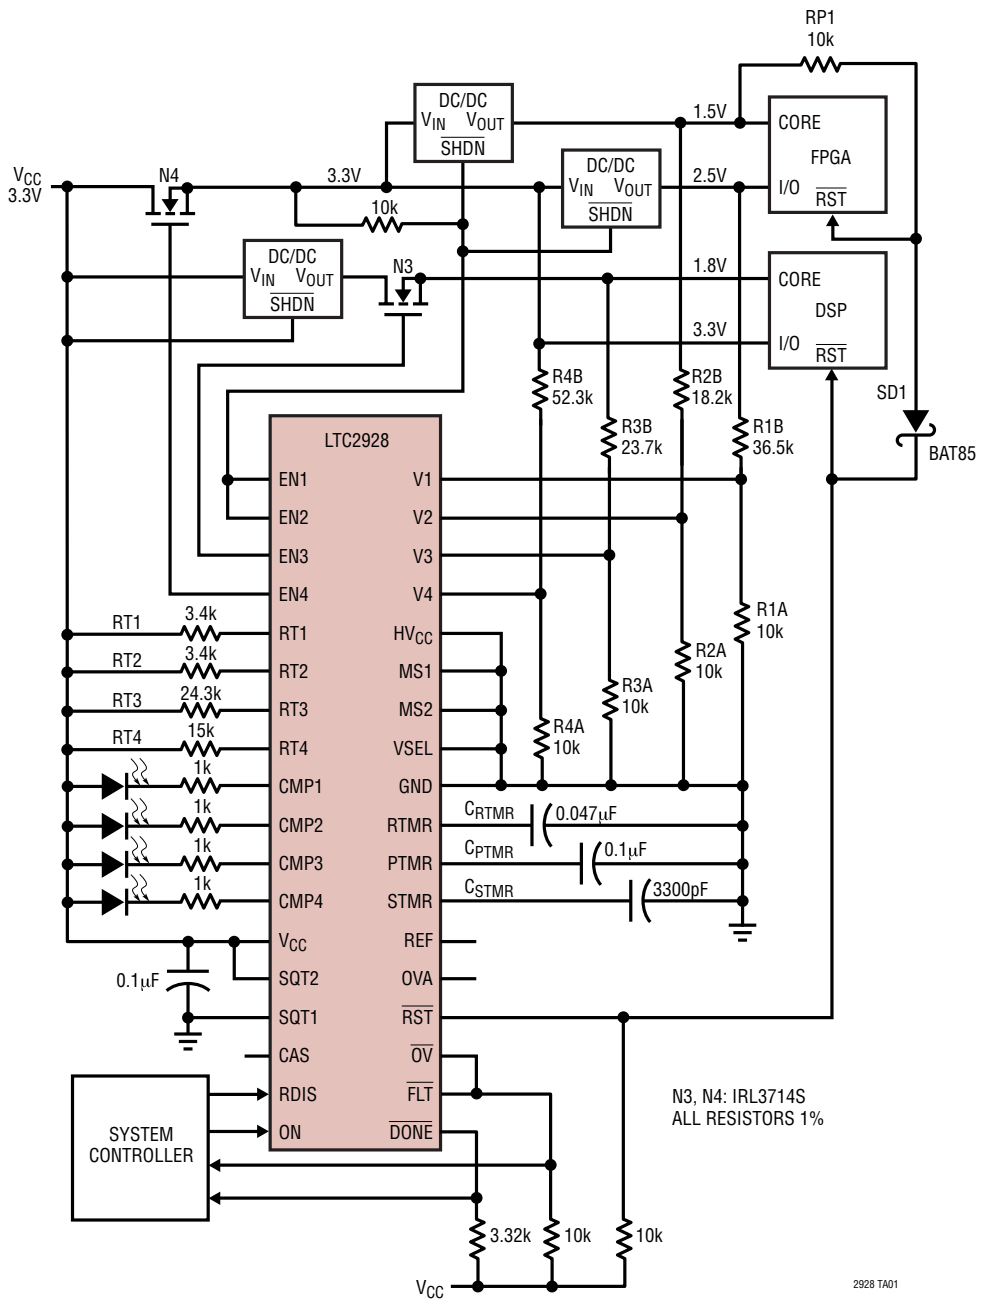 RP1
10k
DC/DC
VIN VOUT
SHDN
1.5V
CORE
FPGA
I/O
RST
VCC
3.3V
N4
3.3V
10k
DC/DC
VIN VOUT
SHDN
2.5V
DC/DC
VIN VOUT
SHDN
N3
1.8V
CORE
DSP
3.3V
I/O
RST
R4B
52.3k
R2B
18.2k
SD1
R3B
23.7k
R1B
36.5k
BAT85
LTC2928
EN1
V1
EN2
V2
EN3
V3
EN4
V4
RT1
3.4k
RT1
HVCC
R1A
10k
RT2
3.4k
RT2
MS1
R2A
10k
RT3
24.3k
RT3
MS2
R3A
10k
RT4
15k
RT4
VSEL
R4A
10k
1k
CMP1
GND
1k
CMP2
RTMR
CRTMR
0.047µF
1k
CMP3
PTMR
CPTMR
0.1µF
1k
CMP4
STMR
CSTMR
3300pF
VCC
REF
0.1µF
SQT2
OVA
SQT1
RST
CAS
OV
RDIS
FLT
ON
DONE
SYSTEM
CONTROLLER
N3, N4: IRL3714S
ALL RESISTORS 1%
3.32k
10k
10k
VCC
2928 TA01